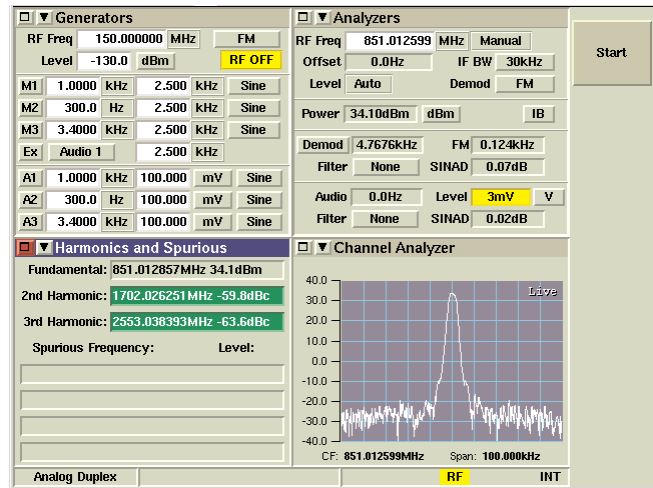 Generators
RF Freq 150.000000 MHz FM
Level -130.0 dBm RF OFF
M1 1.0000 kHz 2.500 kHz Sine
M2 300.0 Hz 2.500 kHz Sine
M3 3.4000 kHz 2.500 kHz Sine
Ex Audio 1 2.500 kHz
A1 1.0000 kHz 100.000 mV Sine
A2 300.0 Hz 100.000 mV Sine
A3 3.4000 kHz 100.000 mV Sine
Analyzers
RF Freq 851.012599 MHz Manual
Offset 0.0Hz IF BW 30kHz
Level Auto Demod FM
Power 34.10dBm dBm IB
Demod 4.7676kHz FM 0.124kHz
Filter None SINAD 0.07dB
Audio 0.0Hz Level 3mV V
Filter None SINAD 0.02dB
Start
Harmonics and Spurious
Fundamental: 851.012857MHz 34.1dBm
2nd Harmonic: 1702.026251MHz -59.8dBc
3rd Harmonic: 2553.038393MHz -63.6dBc
Spurious Frequency: Level:
Channel Analyzer
Live
40.0
30.0
20.0
10.0
0.0
-10.0
-20.0
-30.0
-40.0
CF: 851.012599MHz Span: 100.000kHz
Analog Duplex RF INT